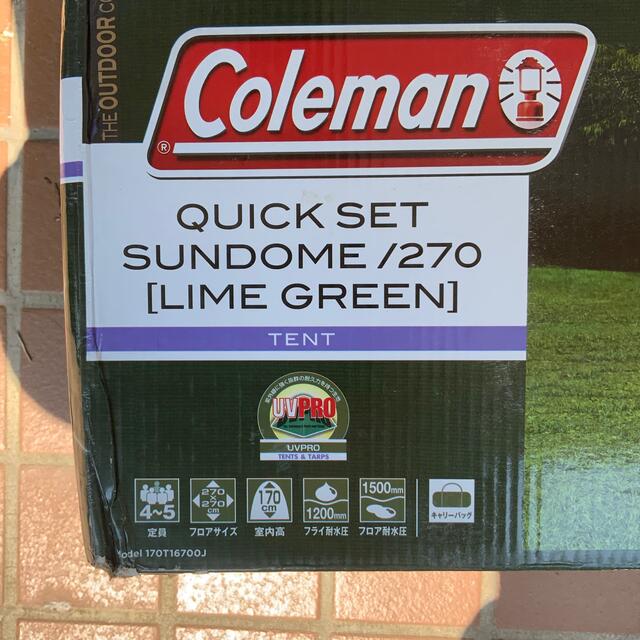 THE OUTDOOR CO
Coleman
®
QUICK SET
SUNDOME /270
[LIME GREEN]
TENT
UVPRO
UVPRO
TENTS & TARPS
4~5
定員
270
×
270
cm
フロアサイズ
170
cm
室内高
1200mm
フライ耐水圧
1500mm
フロア耐水圧
キャリーバッグ
Model 170T16700J